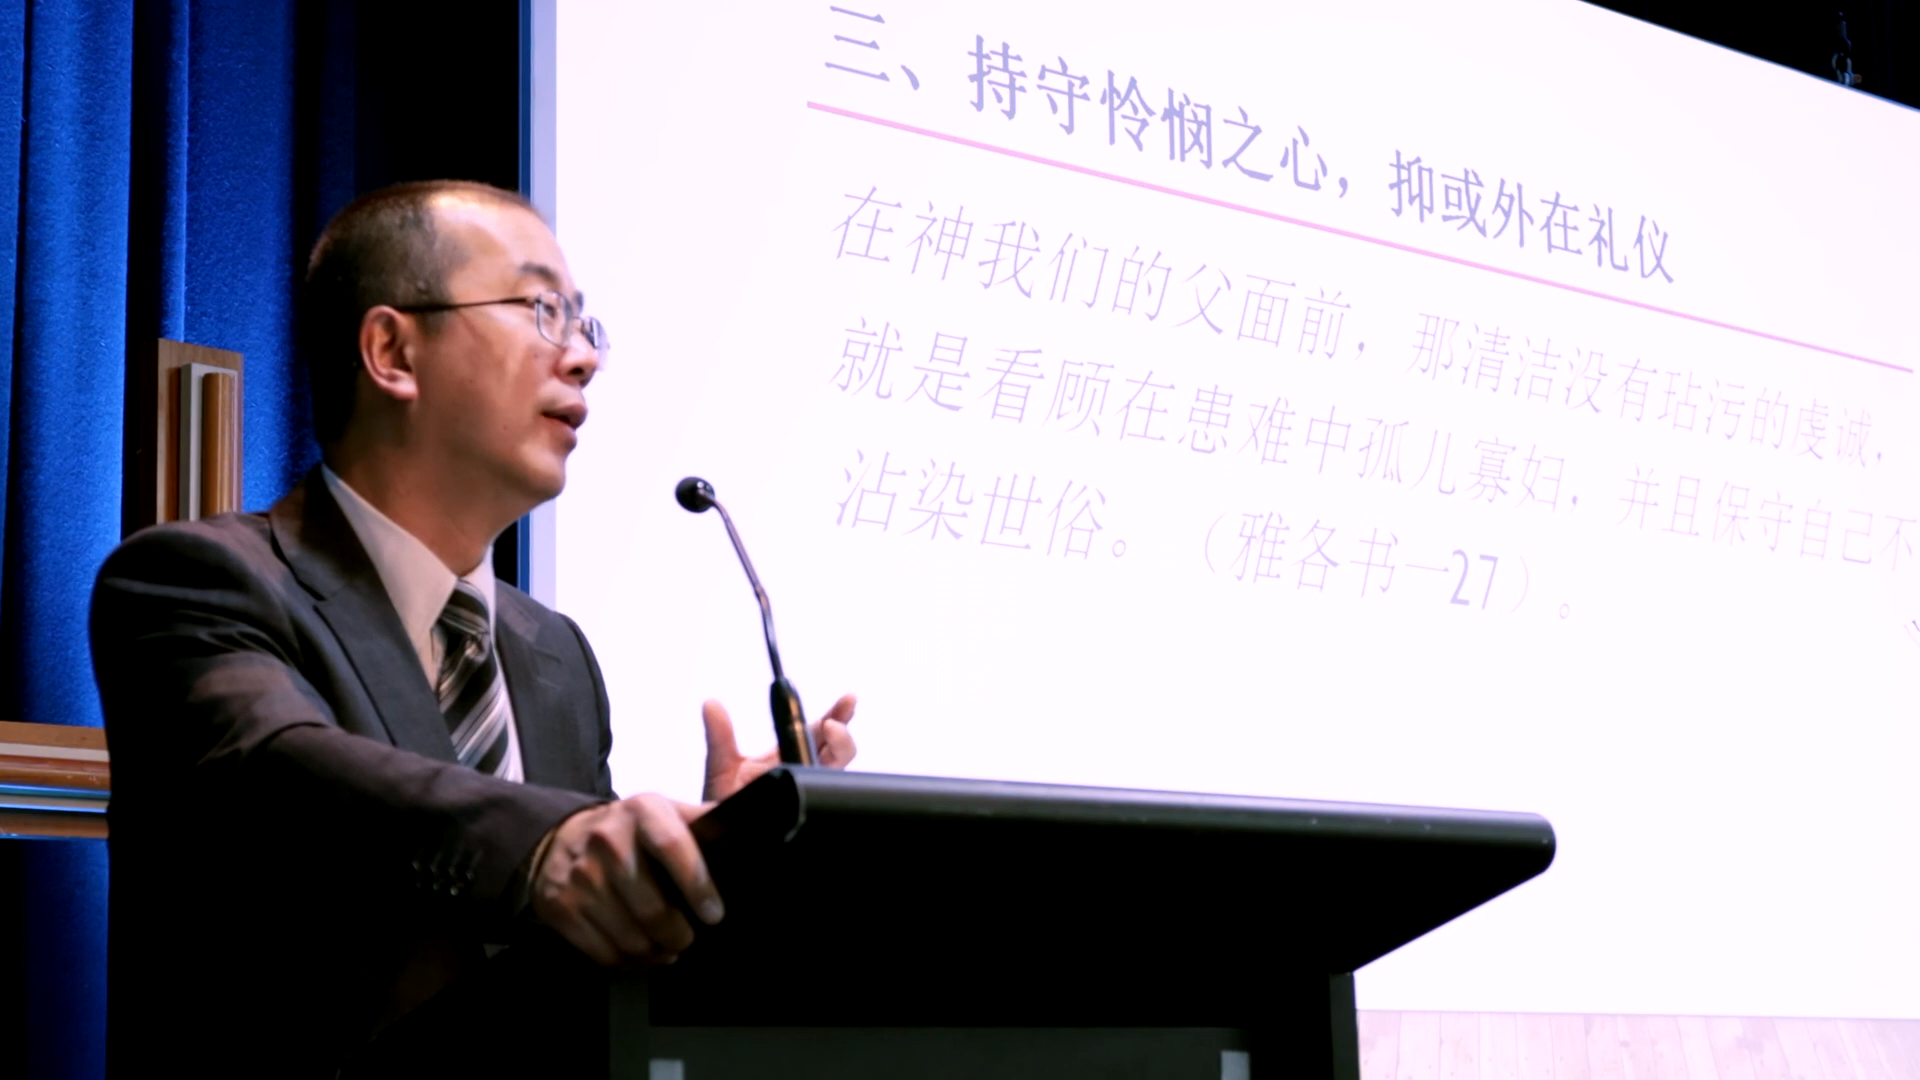 三、持守怜悯之心，抑或外在礼仪
在神我们的父面前，那清洁没有玷污的虔诚，
就是看顾在患难中孤儿寡妇，并且保守自己不
沾染世俗。（雅各书一27）。